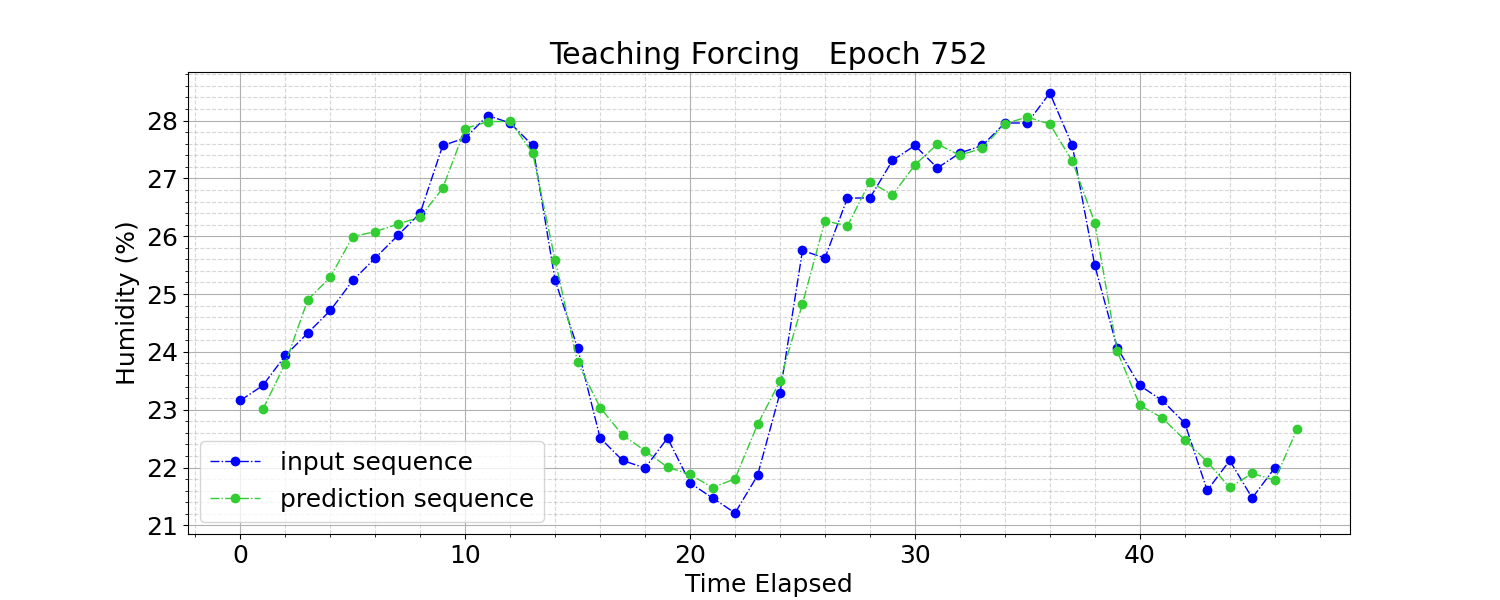 Teaching Forcing   Epoch 752
Humidity (%)
28
27
26
25
24
23
22
21
input sequence
prediction sequence
0 10 20 30 40
Time Elapsed